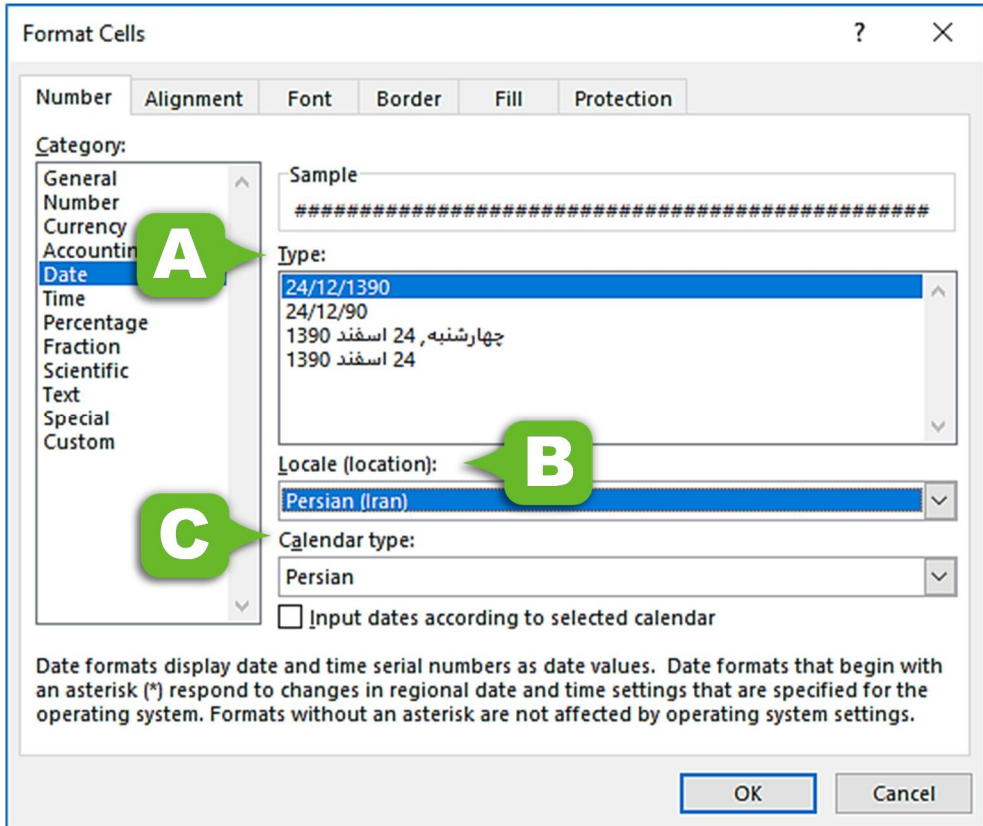 Format Cells
?
Number Alignment Font Border Fill Protection
Category:
General
Number
Currency
Accountin
Date
Time
Percentage
Fraction
Scientific
Text
Special
Custom
A
Sample
################################################
Type:
24/12/1390
24/12/90
چهارشنبه, 24 اسفند 1390
24 اسفند 1390
B
Locale (location):
Persian (Iran)
C
Calendar type:
Persian
Input dates according to selected calendar
Date formats display date and time serial numbers as date values. Date formats that begin with
an asterisk (*) respond to changes in regional date and time settings that are specified for the
operating system. Formats without an asterisk are not affected by operating system settings.
OK Cancel